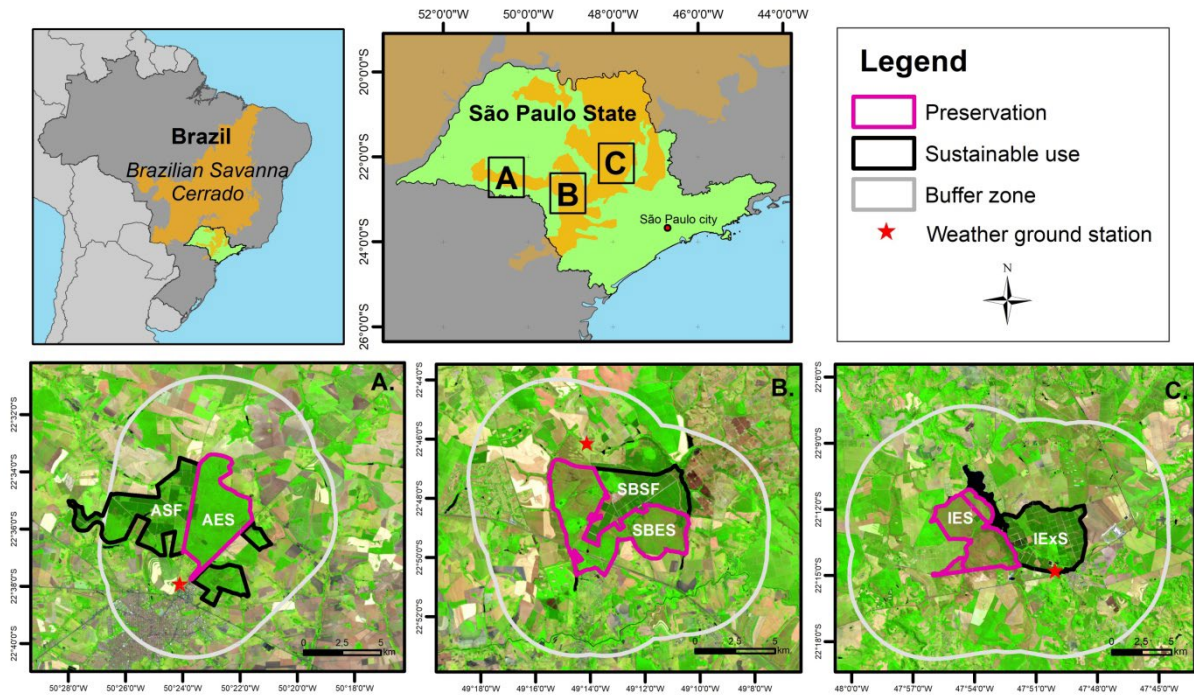 52°0'0"W 50°0'0"W 48°0'0"W 46°0'0"W 44°0'0"W
Brazil
Brazilian Savanna
Cerrado
20°0'0"S
22°0'0"S
24°0'0"S
26°0'0"S
São Paulo State
A
B
C
São Paulo city
Legend
Preservation
Sustainable use
Buffer zone
Weather ground station
N
A.
22°32'0"S
22°34'0"S
22°36'0"S
22°38'0"S
22°40'0"S
ASF
AES
0 2,5 5
km
50°28'0"W 50°26'0"W 50°24'0"W 50°22'0"W 50°20'0"W 50°18'0"W
B.
22°44'0"S
22°46'0"S
22°48'0"S
22°50'0"S
22°52'0"S
SBSF
SBES
0 2,5 5
km
49°18'0"W 49°16'0"W 49°14'0"W 49°12'0"W 49°10'0"W 49°8'0"W
C.
22°6'0"S
22°9'0"S
22°12'0"S
22°15'0"S
22°18'0"S
IES
IExS
0 2,5 5
km
48°0'0"W 47°57'0"W 47°54'0"W 47°51'0"W 47°48'0"W 47°45'0"W